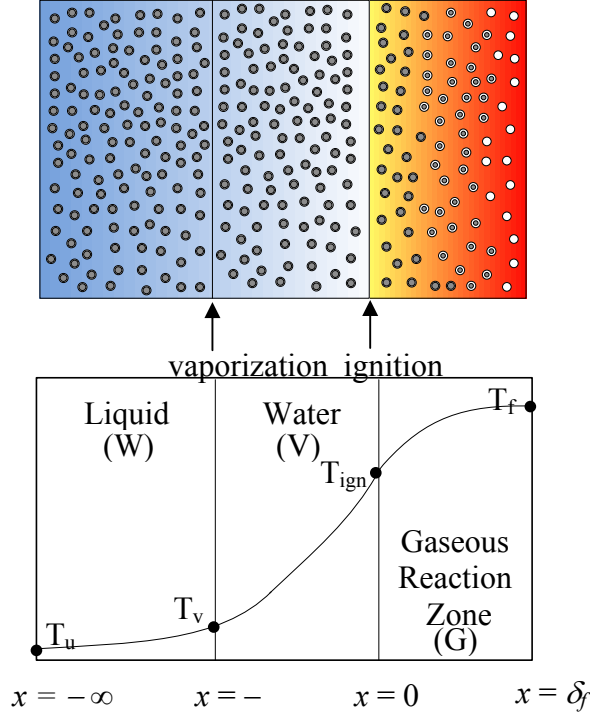 vaporization ignition
Liquid
(W)
Water
(V)
T_f
T_ign
Gaseous
Reaction
Zone
(G)
T_v
T_u
x = −∞
x = −
x = 0
x = δ_f